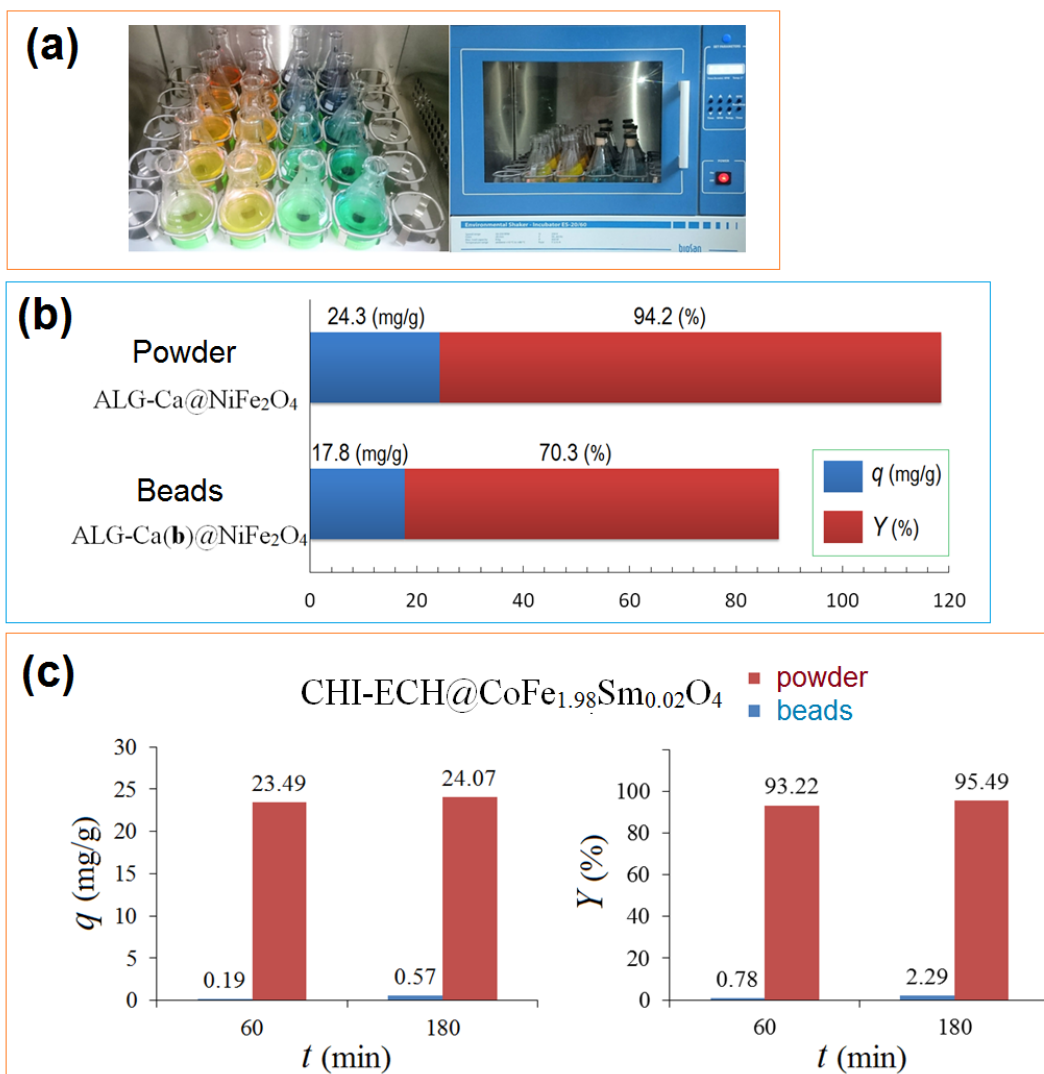 (a)
Environmental Shaker - Incubator ES-20/60
biosan
(b)
24.3 (mg/g) 94.2 (%)
Powder
ALG-Ca@NiFe₂O₄
17.8 (mg/g) 70.3 (%)
Beads
ALG-Ca(b)@NiFe₂O₄
q (mg/g)
Y (%)
0 20 40 60 80 100 120
(c)
CHI-ECH@CoFe₁.₉₈Sm₀.₀₂O₄
powder
beads
q (mg/g)
30
25
20
15
10
5
0
0.19 23.49 0.57 24.07
60 180
t (min)
Y (%)
100
80
60
40
20
0
0.78 93.22 2.29 95.49
60 180
t (min)